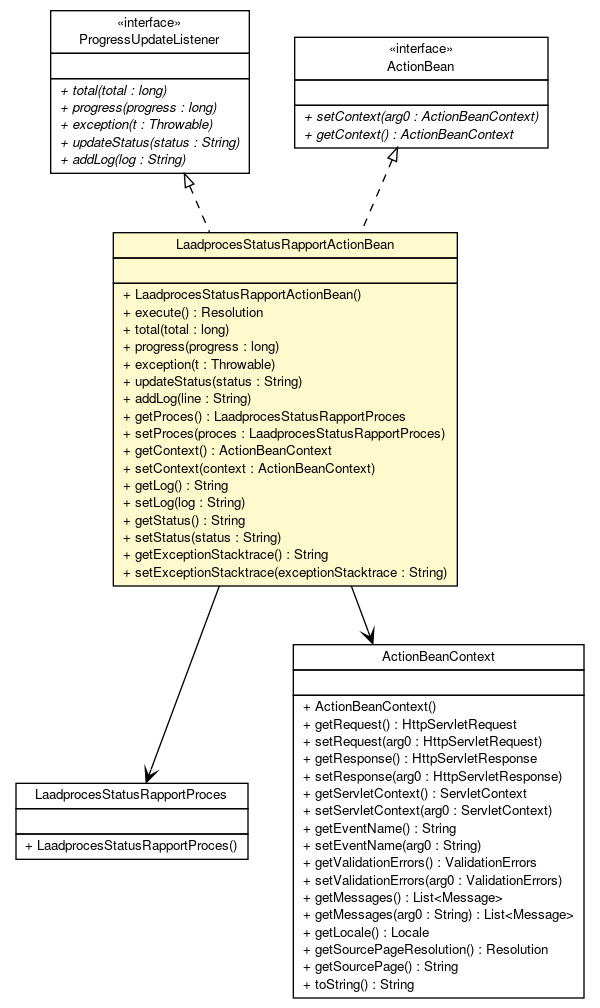 «interface»
ProgressUpdateListener
+ total(total : long)
+ progress(progress : long)
+ exception(t : Throwable)
+ updateStatus(status : String)
+ addLog(log : String)
«interface»
ActionBean
+ setContext(arg0 : ActionBeanContext)
+ getContext() : ActionBeanContext
LaadprocesStatusRapportActionBean
+ LaadprocesStatusRapportActionBean()
+ execute() : Resolution
+ total(total : long)
+ progress(progress : long)
+ exception(t : Throwable)
+ updateStatus(status : String)
+ addLog(line : String)
+ getProces() : LaadprocesStatusRapportProces
+ setProces(proces : LaadprocesStatusRapportProces)
+ getContext() : ActionBeanContext
+ setContext(context : ActionBeanContext)
+ getLog() : String
+ setLog(log : String)
+ getStatus() : String
+ setStatus(status : String)
+ getExceptionStacktrace() : String
+ setExceptionStacktrace(exceptionStacktrace : String)
LaadprocesStatusRapportProces
+ LaadprocesStatusRapportProces()
ActionBeanContext
+ ActionBeanContext()
+ getRequest() : HttpServletRequest
+ setRequest(arg0 : HttpServletRequest)
+ getResponse() : HttpServletResponse
+ setResponse(arg0 : HttpServletResponse)
+ getServletContext() : ServletContext
+ setServletContext(arg0 : ServletContext)
+ getEventName() : String
+ setEventName(arg0 : String)
+ getValidationErrors() : ValidationErrors
+ setValidationErrors(arg0 : ValidationErrors)
+ getMessages() : List<Message>
+ getMessages(arg0 : String) : List<Message>
+ getLocale() : Locale
+ getSourcePageResolution() : Resolution
+ getSourcePage() : String
+ toString() : String